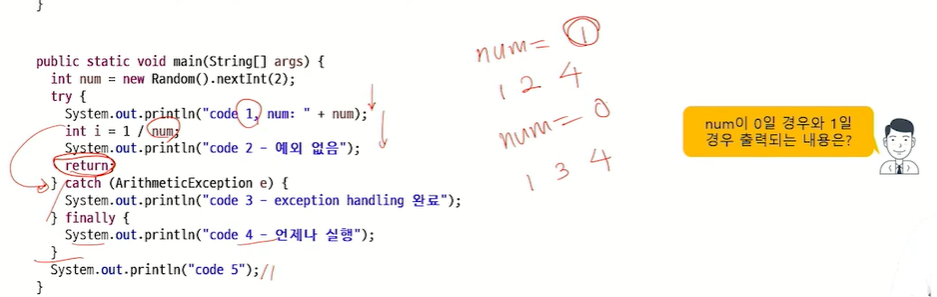 }
public static void main(String[] args) {
int num = new Random().nextInt(2);
try {
System.out.println("code 1, num: " + num);
int i = 1 / num;
System.out.println("code 2 - 예외 없음");
return;
} catch (ArithmeticException e) {
System.out.println("code 3 - exception handling 완료");
} finally {
System.out.println("code 4 - 언제나 실행");
}
System.out.println("code 5");
}
num= 1
1 2 4
num= 0
1 3 4
num이 0일 경우와 1일
경우 출력되는 내용은?